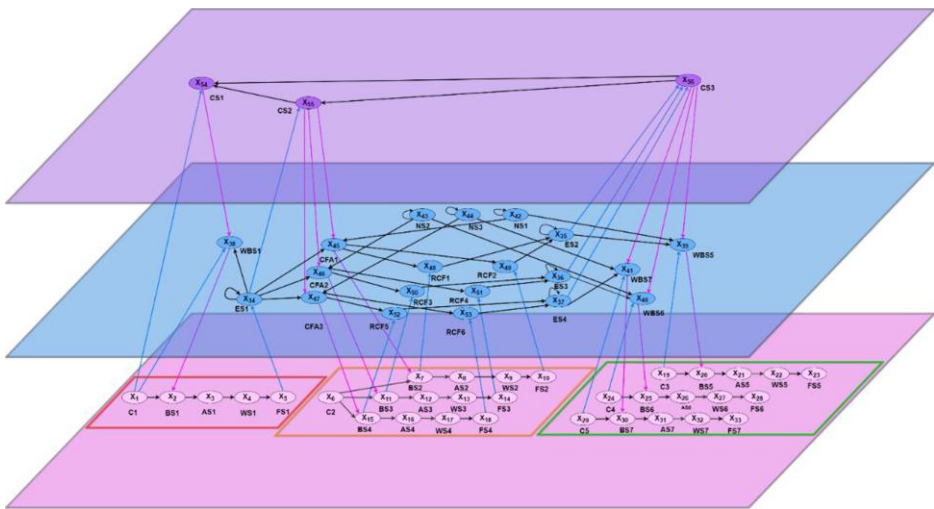 X54
X56
X55
CS1
CS2
CS3
X43
X44
X42
NS2
NS3
NS1
X38
X45
X35
X39
WBS1
CFA1
ES2
WBS5
X46
X48
X49
X41
RCF1
RCF2
X36
WBS7
CFA2
X50
X51
ES3
X34
X47
RCF3
RCF4
X37
X40
ES1
X52
X53
ES4
WBS6
CFA3
RCF5
RCF6
X7
X8
X9
X10
X19
X20
X21
X22
X23
BS2
AS2
WS2
FS2
C3
BS5
AS5
WS5
FS5
X1
X2
X3
X4
X5
X6
X11
X12
X13
X14
X24
X25
X26
X27
X28
C1
BS1
AS1
WS1
FS1
C2
BS3
AS3
WS3
FS3
C4
BS6
AS6
WS6
FS6
X15
X16
X17
X18
X29
X30
X31
X32
X33
BS4
AS4
WS4
FS4
C5
BS7
AS7
WS7
FS7